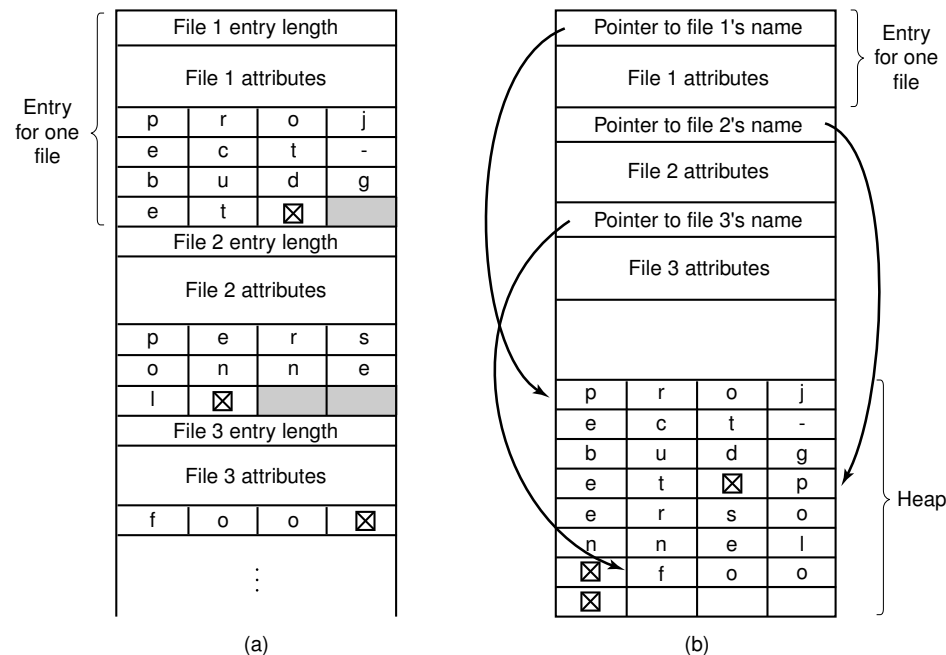 File 1 entry length
File 1 attributes
Entry
for one
file
p r o j
e c t -
b u d g
e t ☒
File 2 entry length
File 2 attributes
p e r s
o n n e
l ☒
File 3 entry length
File 3 attributes
f o o ☒
⋮
(a)
Pointer to file 1's name
File 1 attributes
Entry
for one
file
Pointer to file 2's name
File 2 attributes
Pointer to file 3's name
File 3 attributes
p r o j
e c t -
b u d g
e t ☒ p
e r s o
n n e l
☒ f o o
☒
Heap
(b)